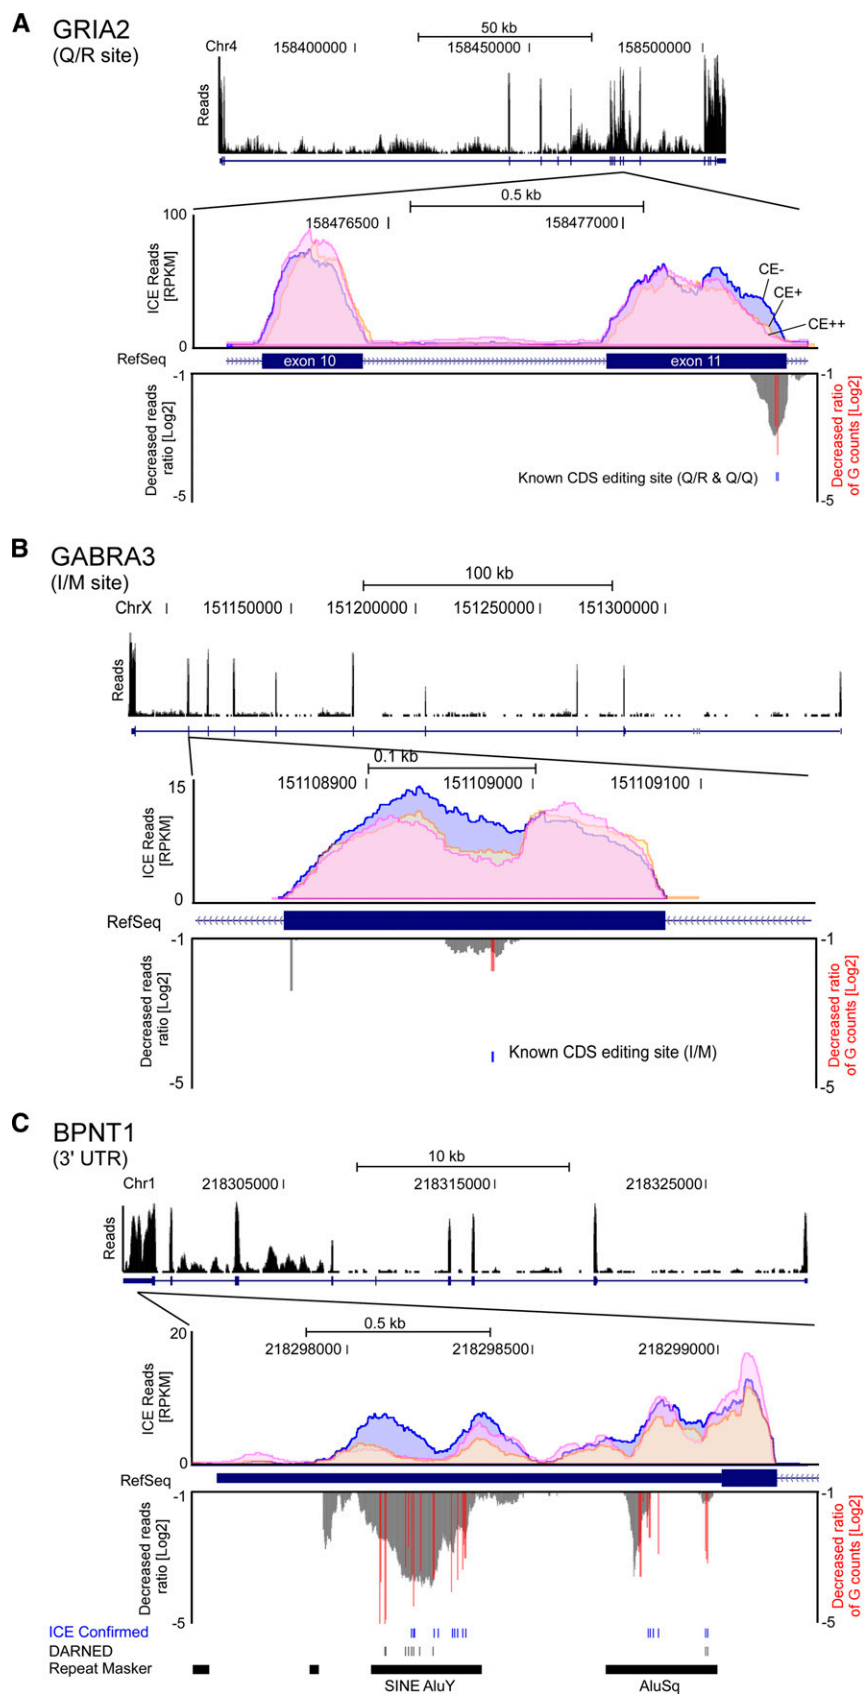 A
GRIA2
(Q/R site)
50 kb
Chr4 158400000 158450000 158500000
Reads
0.5 kb
158476500 158477000
100
ICE Reads
[RPKM]
0
CE-
CE+
CE++
RefSeq exon 10 exon 11
-1
-5
Decreased reads
ratio [Log2]
-1
-5
Decreased ratio
of G counts [Log2]
Known CDS editing site (Q/R & Q/Q)
B
GABRA3
(I/M site)
100 kb
ChrX 151150000 151200000 151250000 151300000
Reads
0.1 kb
151108900 151109000 151109100
15
ICE Reads
[RPKM]
0
RefSeq
-1
-5
Decreased reads
ratio [Log2]
-1
-5
Decreased ratio
of G counts [Log2]
Known CDS editing site (I/M)
C
BPNT1
(3' UTR)
10 kb
Chr1 218305000 218315000 218325000
Reads
0.5 kb
218298000 218298500 218299000
20
ICE Reads
[RPKM]
0
RefSeq
-1
-5
Decreased reads
ratio [Log2]
-1
-5
Decreased ratio
of G counts [Log2]
ICE Confirmed
DARNED
Repeat Masker
SINE AluY AluSq